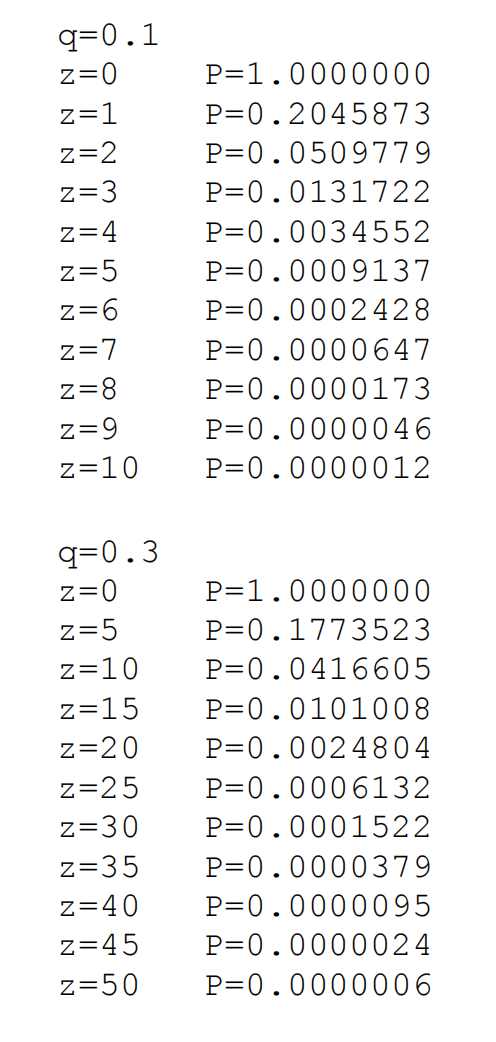 q=0.1
z=0 P=1.0000000
z=1 P=0.2045873
z=2 P=0.0509779
z=3 P=0.0131722
z=4 P=0.0034552
z=5 P=0.0009137
z=6 P=0.0002428
z=7 P=0.0000647
z=8 P=0.0000173
z=9 P=0.0000046
z=10 P=0.0000012
q=0.3
z=0 P=1.0000000
z=5 P=0.1773523
z=10 P=0.0416605
z=15 P=0.0101008
z=20 P=0.0024804
z=25 P=0.0006132
z=30 P=0.0001522
z=35 P=0.0000379
z=40 P=0.0000095
z=45 P=0.0000024
z=50 P=0.0000006